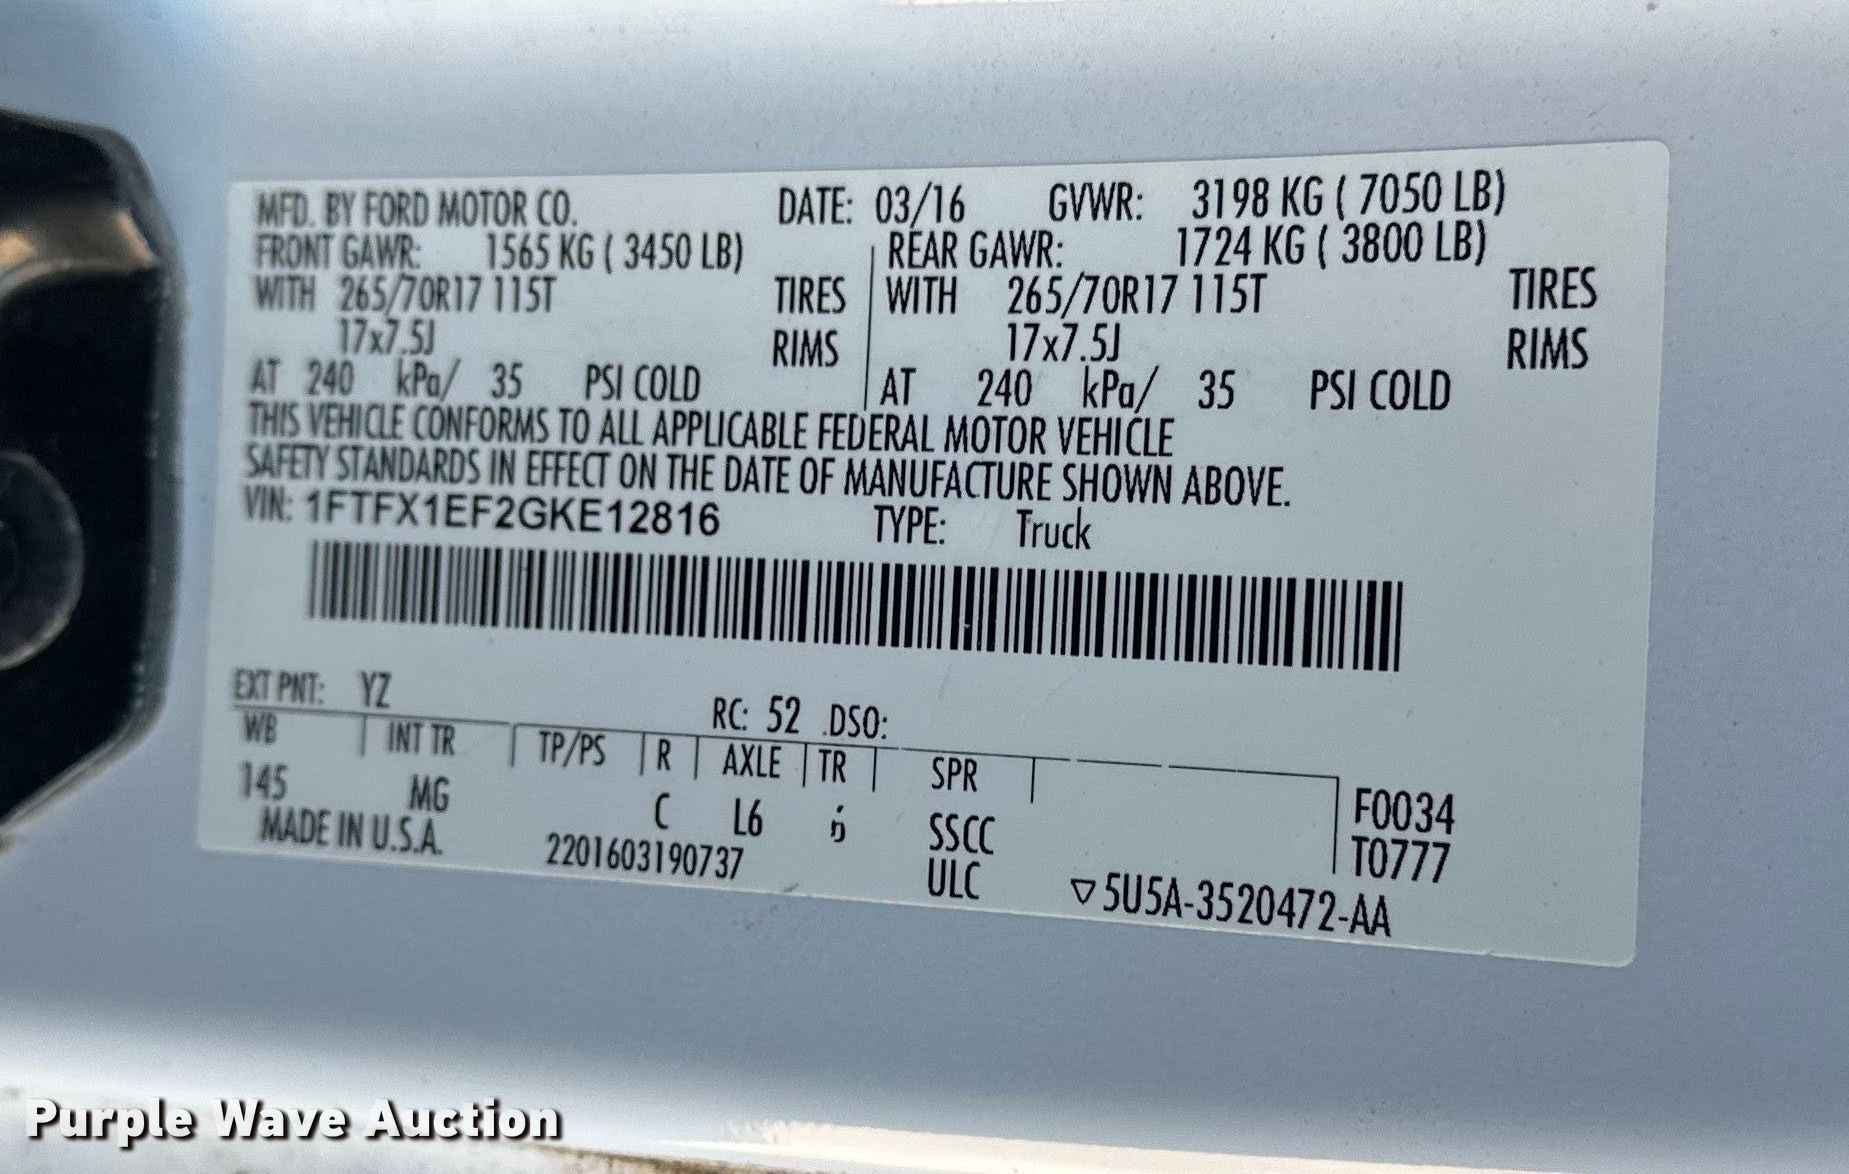 MFD. BY FORD MOTOR CO. DATE: 03/16 GVWR: 3198 KG ( 7050 LB)
FRONT GAWR: 1565 KG ( 3450 LB) REAR GAWR: 1724 KG ( 3800 LB)
WITH 265/70R17 115T TIRES WITH 265/70R17 115T TIRES
17x7.5J RIMS 17x7.5J RIMS
AT 240 kPa/ 35 PSI COLD AT 240 kPa/ 35 PSI COLD
THIS VEHICLE CONFORMS TO ALL APPLICABLE FEDERAL MOTOR VEHICLE
SAFETY STANDARDS IN EFFECT ON THE DATE OF MANUFACTURE SHOWN ABOVE.
VIN: 1FTFX1EF2GKE12816 TYPE: Truck
EXT PNT: YZ RC: 52 DSO:
WB INT TR TP/PS R AXLE TR SPR
145 MG C L6 SSCC F0034
MADE IN U.S.A. 2201603190737 ULC T0777
▽5U5A-3520472-AA
Purple Wave Auction